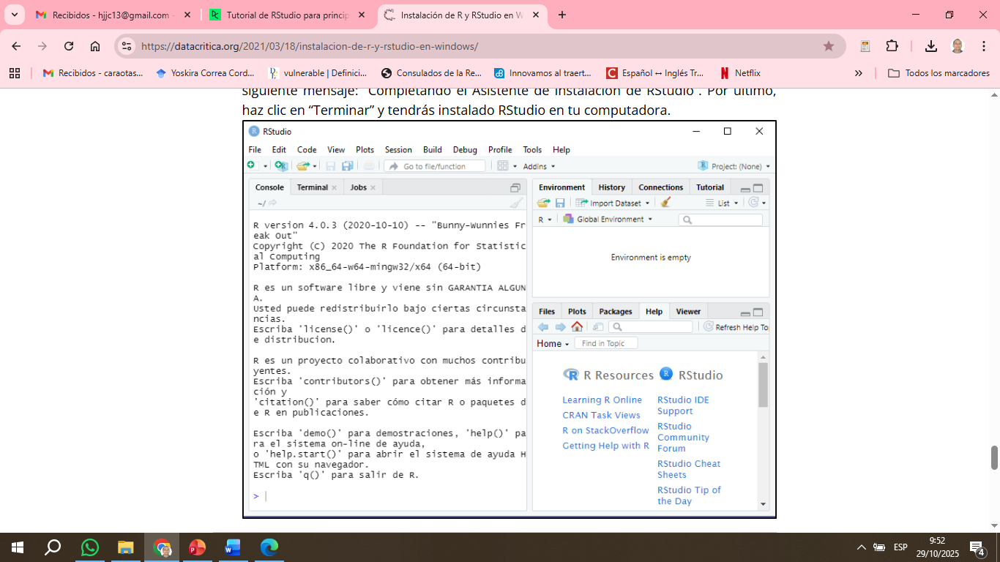 Recibidos - hjjc13@gmail.com
Tutorial de RStudio para princip
Instalación de R y RStudio en W
https://datacritica.org/2021/03/18/instalacion-de-r-y-rstudio-en-windows/
Recibidos - caraotas...
Yoskira Correa Cord...
vulnerable | Definici...
Consulados de la Re...
Innovamos al traert...
Español ↔ Inglés Tr...
Netflix
»
Todos los marcadores
siguiente mensaje: "Completando el Asistente de Instalación de RStudio". Por último,
haz clic en “Terminar” y tendrás instalado RStudio en tu computadora.
RStudio
File Edit Code View Plots Session Build Debug Profile Tools Help
Go to file/function
Addins
Project: (None)
Console Terminal Jobs
~/
R version 4.0.3 (2020-10-10) -- "Bunny-Wunnies Fr
eak Out"
Copyright (C) 2020 The R Foundation for Statistic
al Computing
Platform: x86_64-w64-mingw32/x64 (64-bit)
R es un software libre y viene sin GARANTIA ALGUN
A.
Usted puede redistribuirlo bajo ciertas circunsta
ncias.
Escriba 'license()' o 'licence()' para detalles d
e distribucion.
R es un proyecto colaborativo con muchos contribu
yentes.
Escriba 'contributors()' para obtener más informa
ción y
'citation()' para saber cómo citar R o paquetes d
e R en publicaciones.
Escriba 'demo()' para demostraciones, 'help()' pa
ra el sistema on-line de ayuda,
o 'help.start()' para abrir el sistema de ayuda H
TML con su navegador.
Escriba 'q()' para salir de R.
>
Environment History Connections Tutorial
Import Dataset
List
R
Global Environment
Environment is empty
Files Plots Packages Help Viewer
Refresh Help To
Home
Find in Topic
R Resources
Learning R Online
CRAN Task Views
R on StackOverflow
Getting Help with R
RStudio
RStudio IDE
Support
RStudio
Community
Forum
RStudio Cheat
Sheets
RStudio Tip of
the Day
ESP
9:52
29/10/2025
4